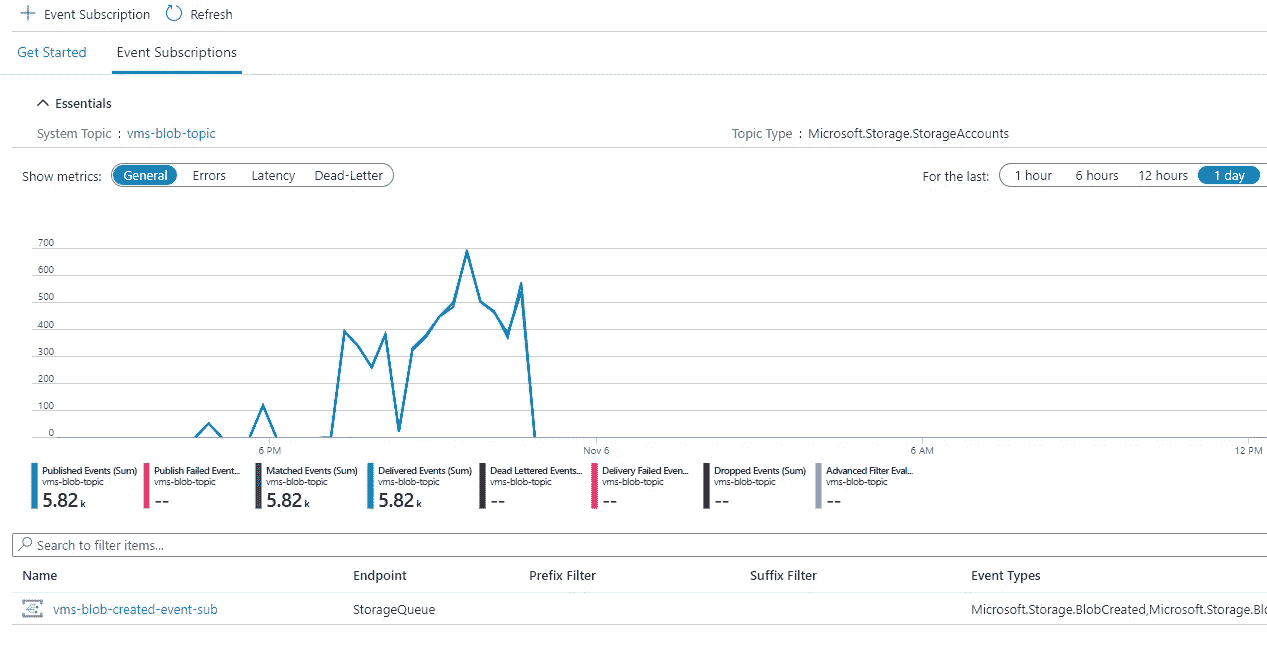 Event Subscription Refresh
Get Started Event Subscriptions
Essentials
System Topic : vms-blob-topic Topic Type : Microsoft.Storage.StorageAccounts
Show metrics: General Errors Latency Dead-Letter For the last: 1 hour 6 hours 12 hours 1 day
700
600
500
400
300
200
100
0
6 PM Nov 6 6 AM 12 PM
Published Events (Sum) Publish Failed Event... Matched Events (Sum) Delivered Events (Sum) Dead Lettered Events... Delivery Failed Even... Dropped Events (Sum) Advanced Filter Eval...
vms-blob-topic vms-blob-topic vms-blob-topic vms-blob-topic vms-blob-topic vms-blob-topic vms-blob-topic vms-blob-topic
5.82 k -- 5.82 k 5.82 k -- -- -- --
Search to filter items...
Name Endpoint Prefix Filter Suffix Filter Event Types
vms-blob-created-event-sub StorageQueue Microsoft.Storage.BlobCreated,Microsoft.Storage.Bl